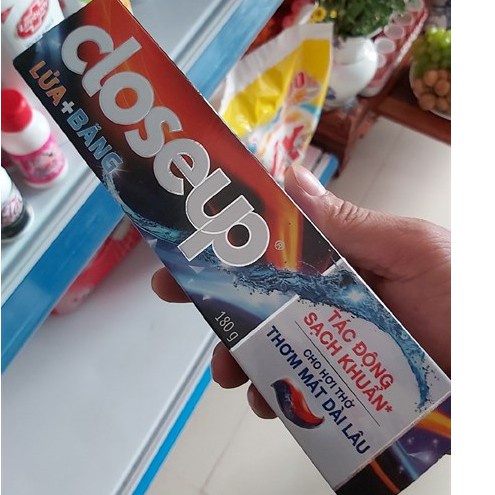 closeup®
LỬA+BĂNG
180 g
TÁC ĐỘNG
SẠCH KHUẨN*
CHO HƠI THỞ
THƠM MÁT DÀI LÂU